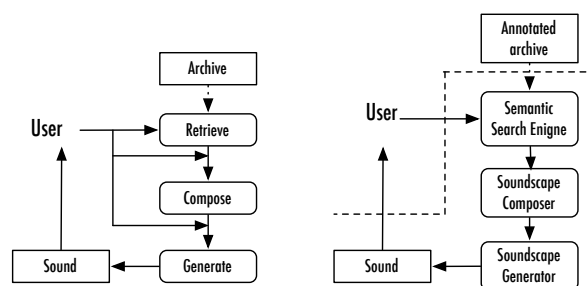 Archive
User
Retrieve
Compose
Sound
Generate
Annotated
archive
User
Semantic
Search Enigne
Soundscape
Composer
Sound
Soundscape
Generator